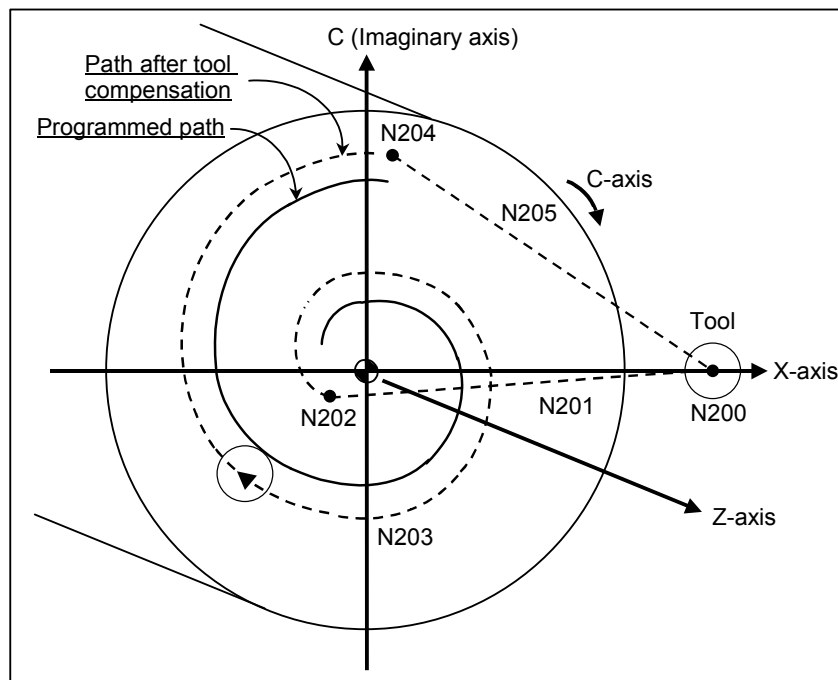 C (Imaginary axis)
Path after tool
compensation
Programmed path
N204
C-axis
N205
Tool
X-axis
N200
N201
N202
Z-axis
N203